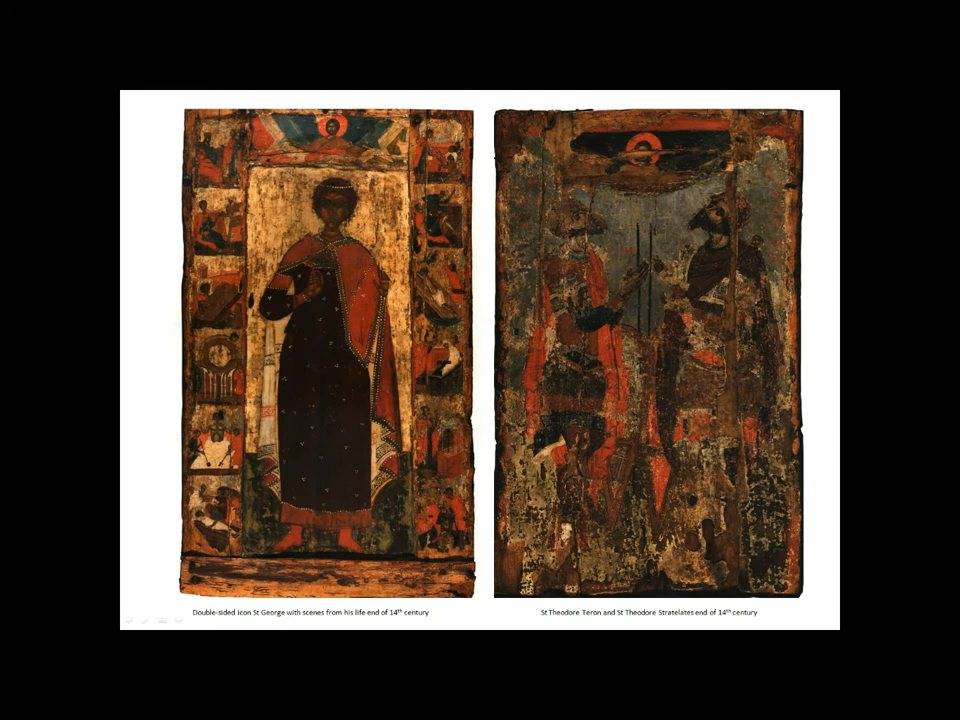 Double-sided icon St George with scenes from his life end of 14th century
St Theodore Teron and St Theodore Stratelates end of 14th century